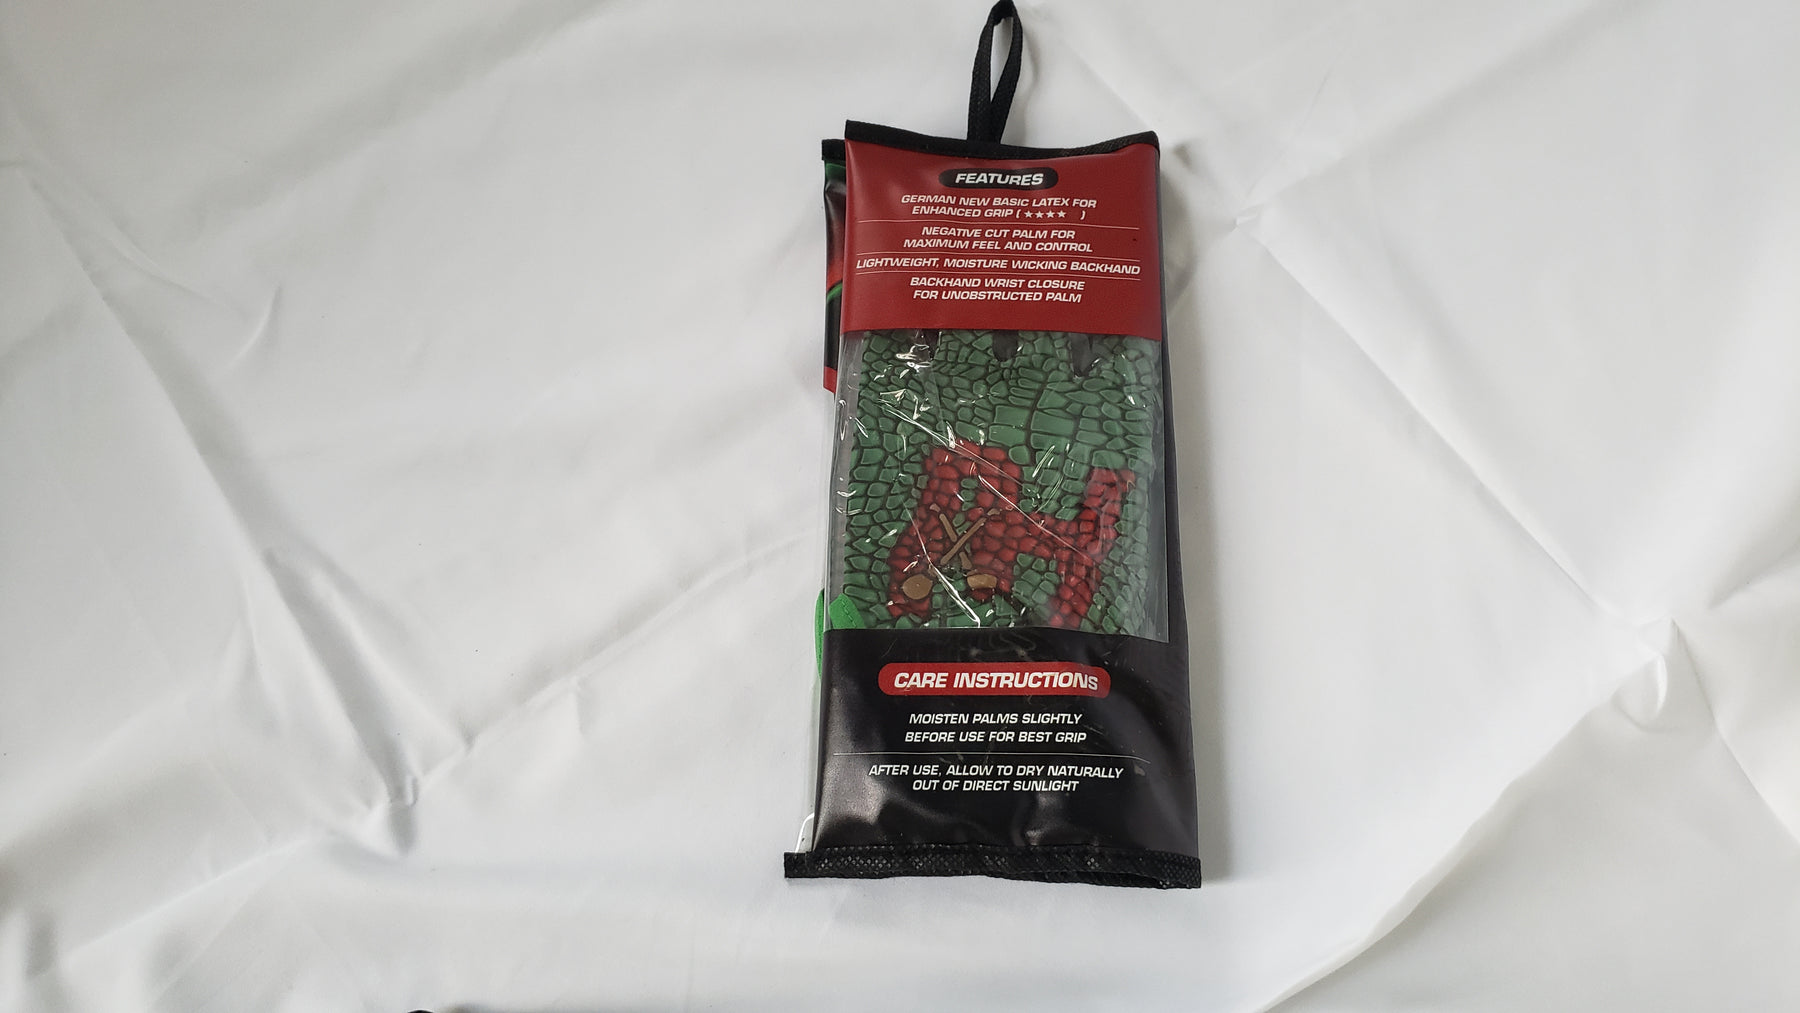 FEATURES
GERMAN NEW BASIC LATEX FOR
ENHANCED GRIP (★★★★ )
NEGATIVE CUT PALM FOR
MAXIMUM FEEL AND CONTROL
LIGHTWEIGHT, MOISTURE WICKING BACKHAND
BACKHAND WRIST CLOSURE
FOR UNOBSTRUCTED PALM
CARE INSTRUCTIONS
MOISTEN PALMS SLIGHTLY
BEFORE USE FOR BEST GRIP
AFTER USE, ALLOW TO DRY NATURALLY
OUT OF DIRECT SUNLIGHT